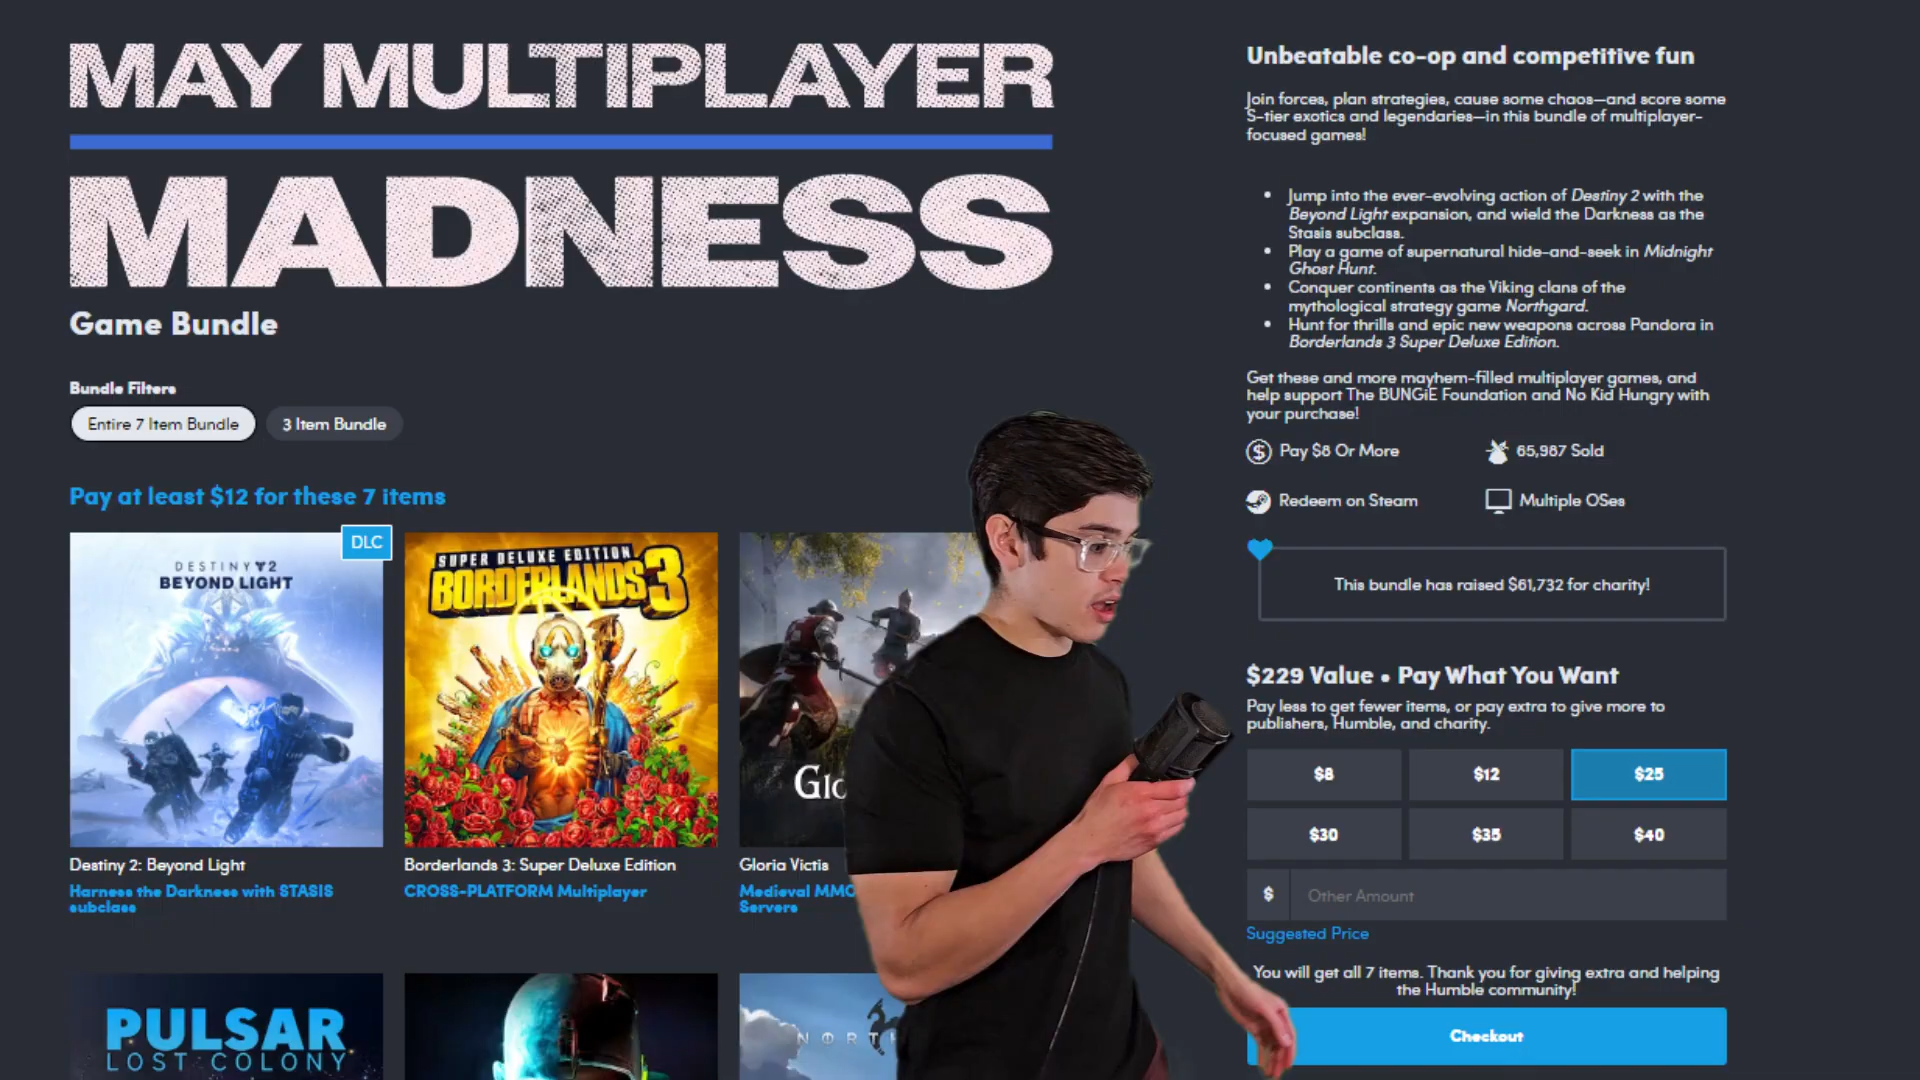 MAY MULTIPLAYER
MADNESS
Game Bundle
Bundle Filters
Entire 7 Item Bundle
3 Item Bundle
Pay at least $12 for these 7 items
DLC
DESTINY 2
BEYOND LIGHT
SUPER DELUXE EDITION
BORDERLANDS 3
Glo
Destiny 2: Beyond Light
Harness the Darkness with STASIS
subclass
Borderlands 3: Super Deluxe Edition
CROSS-PLATFORM Multiplayer
Gloria Victis
Medieval MMO
Servers
PULSAR
LOST COLONY
NORTH
Unbeatable co-op and competitive fun
Join forces, plan strategies, cause some chaos—and score some
S-tier exotics and legendaries—in this bundle of multiplayer-
focused games!
• Jump into the ever-evolving action of Destiny 2 with the
Beyond Light expansion, and wield the Darkness as the
Stasis subclass.
• Play a game of supernatural hide-and-seek in Midnight
Ghost Hunt.
• Conquer continents as the Viking clans of the
mythological strategy game Northgard.
• Hunt for thrills and epic new weapons across Pandora in
Borderlands 3 Super Deluxe Edition.
Get these and more mayhem-filled multiplayer games, and
help support The BUNGiE Foundation and No Kid Hungry with
your purchase!
Pay $8 Or More
65,987 Sold
Redeem on Steam
Multiple OSes
This bundle has raised $61,732 for charity!
$229 Value • Pay What You Want
Pay less to get fewer items, or pay extra to give more to
publishers, Humble, and charity.
$8
$12
$25
$30
$35
$40
$
Other Amount
Suggested Price
You will get all 7 items. Thank you for giving extra and helping
the Humble community!
Checkout